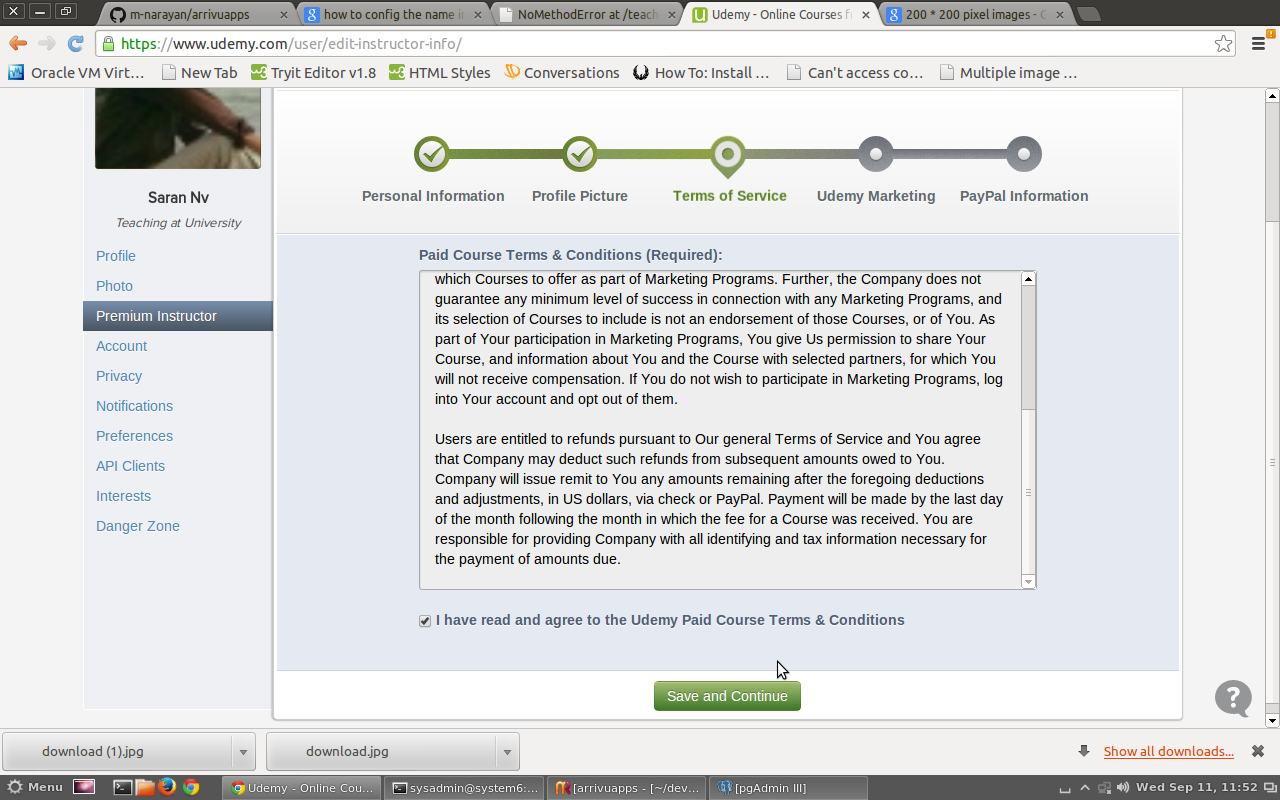 m-narayan/arrivuapps
how to config the name i
NoMethodError at /teach
Udemy - Online Courses f
200 * 200 pixel images - G
https://www.udemy.com/user/edit-instructor-info/
Oracle VM Virt...
New Tab
Tryit Editor v1.8
HTML Styles
Conversations
How To: Install ...
Can't access co...
Multiple image ...
Saran Nv
Teaching at University
Profile
Photo
Premium Instructor
Account
Privacy
Notifications
Preferences
API Clients
Interests
Danger Zone
Personal Information
Profile Picture
Terms of Service
Udemy Marketing
PayPal Information
Paid Course Terms & Conditions (Required):
which Courses to offer as part of Marketing Programs. Further, the Company does not
guarantee any minimum level of success in connection with any Marketing Programs, and
its selection of Courses to include is not an endorsement of those Courses, or of You. As
part of Your participation in Marketing Programs, You give Us permission to share Your
Course, and information about You and the Course with selected partners, for which You
will not receive compensation. If You do not wish to participate in Marketing Programs, log
into Your account and opt out of them.
Users are entitled to refunds pursuant to Our general Terms of Service and You agree
that Company may deduct such refunds from subsequent amounts owed to You.
Company will issue remit to You any amounts remaining after the foregoing deductions
and adjustments, in US dollars, via check or PayPal. Payment will be made by the last day
of the month following the month in which the fee for a Course was received. You are
responsible for providing Company with all identifying and tax information necessary for
the payment of amounts due.
I have read and agree to the Udemy Paid Course Terms & Conditions
Save and Continue
?
download (1).jpg
download.jpg
Show all downloads...
Menu
Udemy - Online Cou...
sysadmin@system6:...
[arrivuapps - [~/dev...
[pgAdmin III]
Wed Sep 11, 11:52